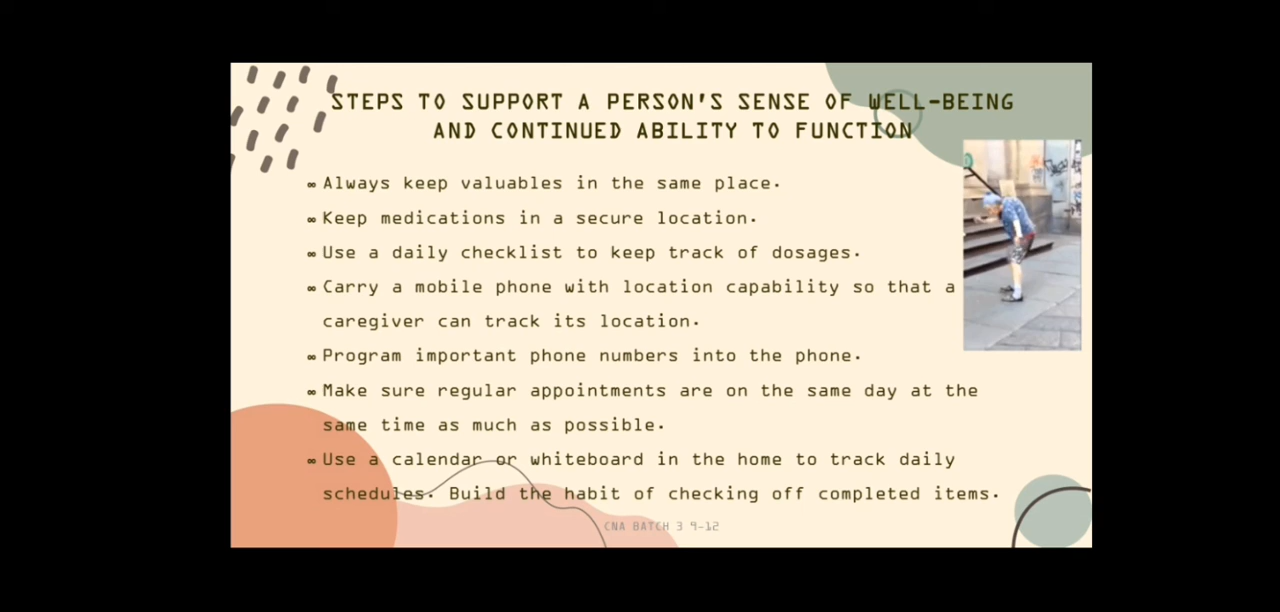 STEPS TO SUPPORT A PERSON'S SENSE OF WELL-BEING
AND CONTINUED ABILITY TO FUNCTION
∞ Always keep valuables in the same place.
∞ Keep medications in a secure location.
∞ Use a daily checklist to keep track of dosages.
∞ Carry a mobile phone with location capability so that a
caregiver can track its location.
∞ Program important phone numbers into the phone.
∞ Make sure regular appointments are on the same day at the
same time as much as possible.
∞ Use a calendar or whiteboard in the home to track daily
schedules. Build the habit of checking off completed items.
CNA BATCH 3 9-12